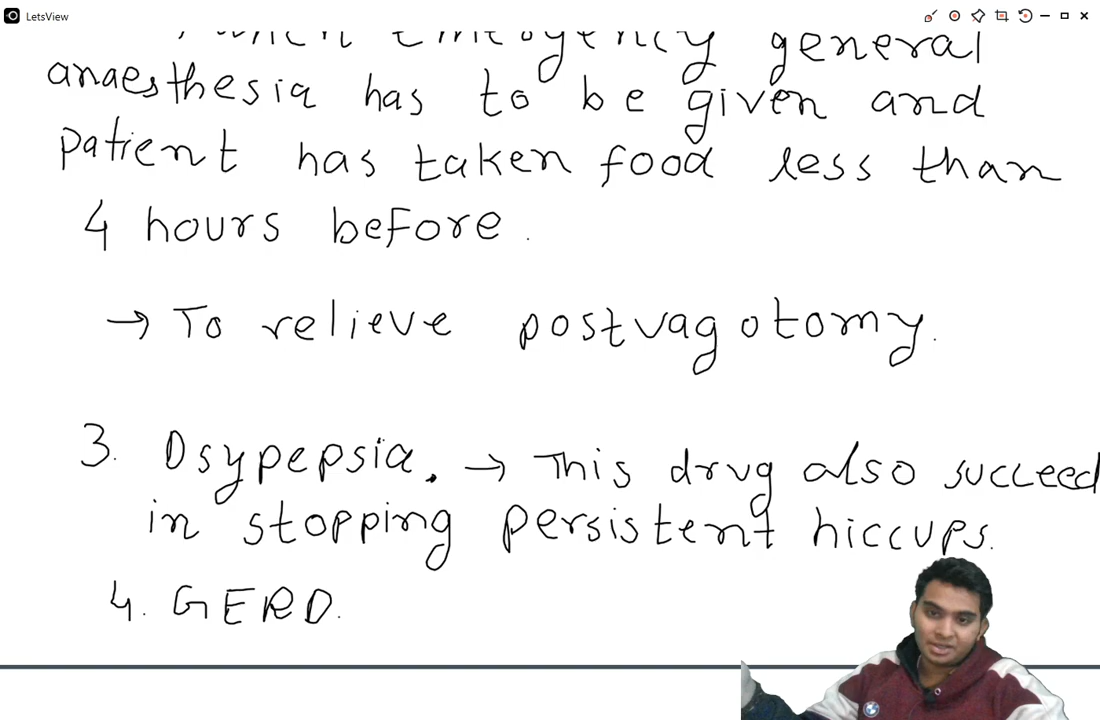 LetsView
general
anaesthesia has to be given and
patient has taken food less than
4 hours before.
→ To relieve postvagotomy.
3. Dsypepsia. → This drug also succeed
in stopping persistent hiccups.
4. GERD.